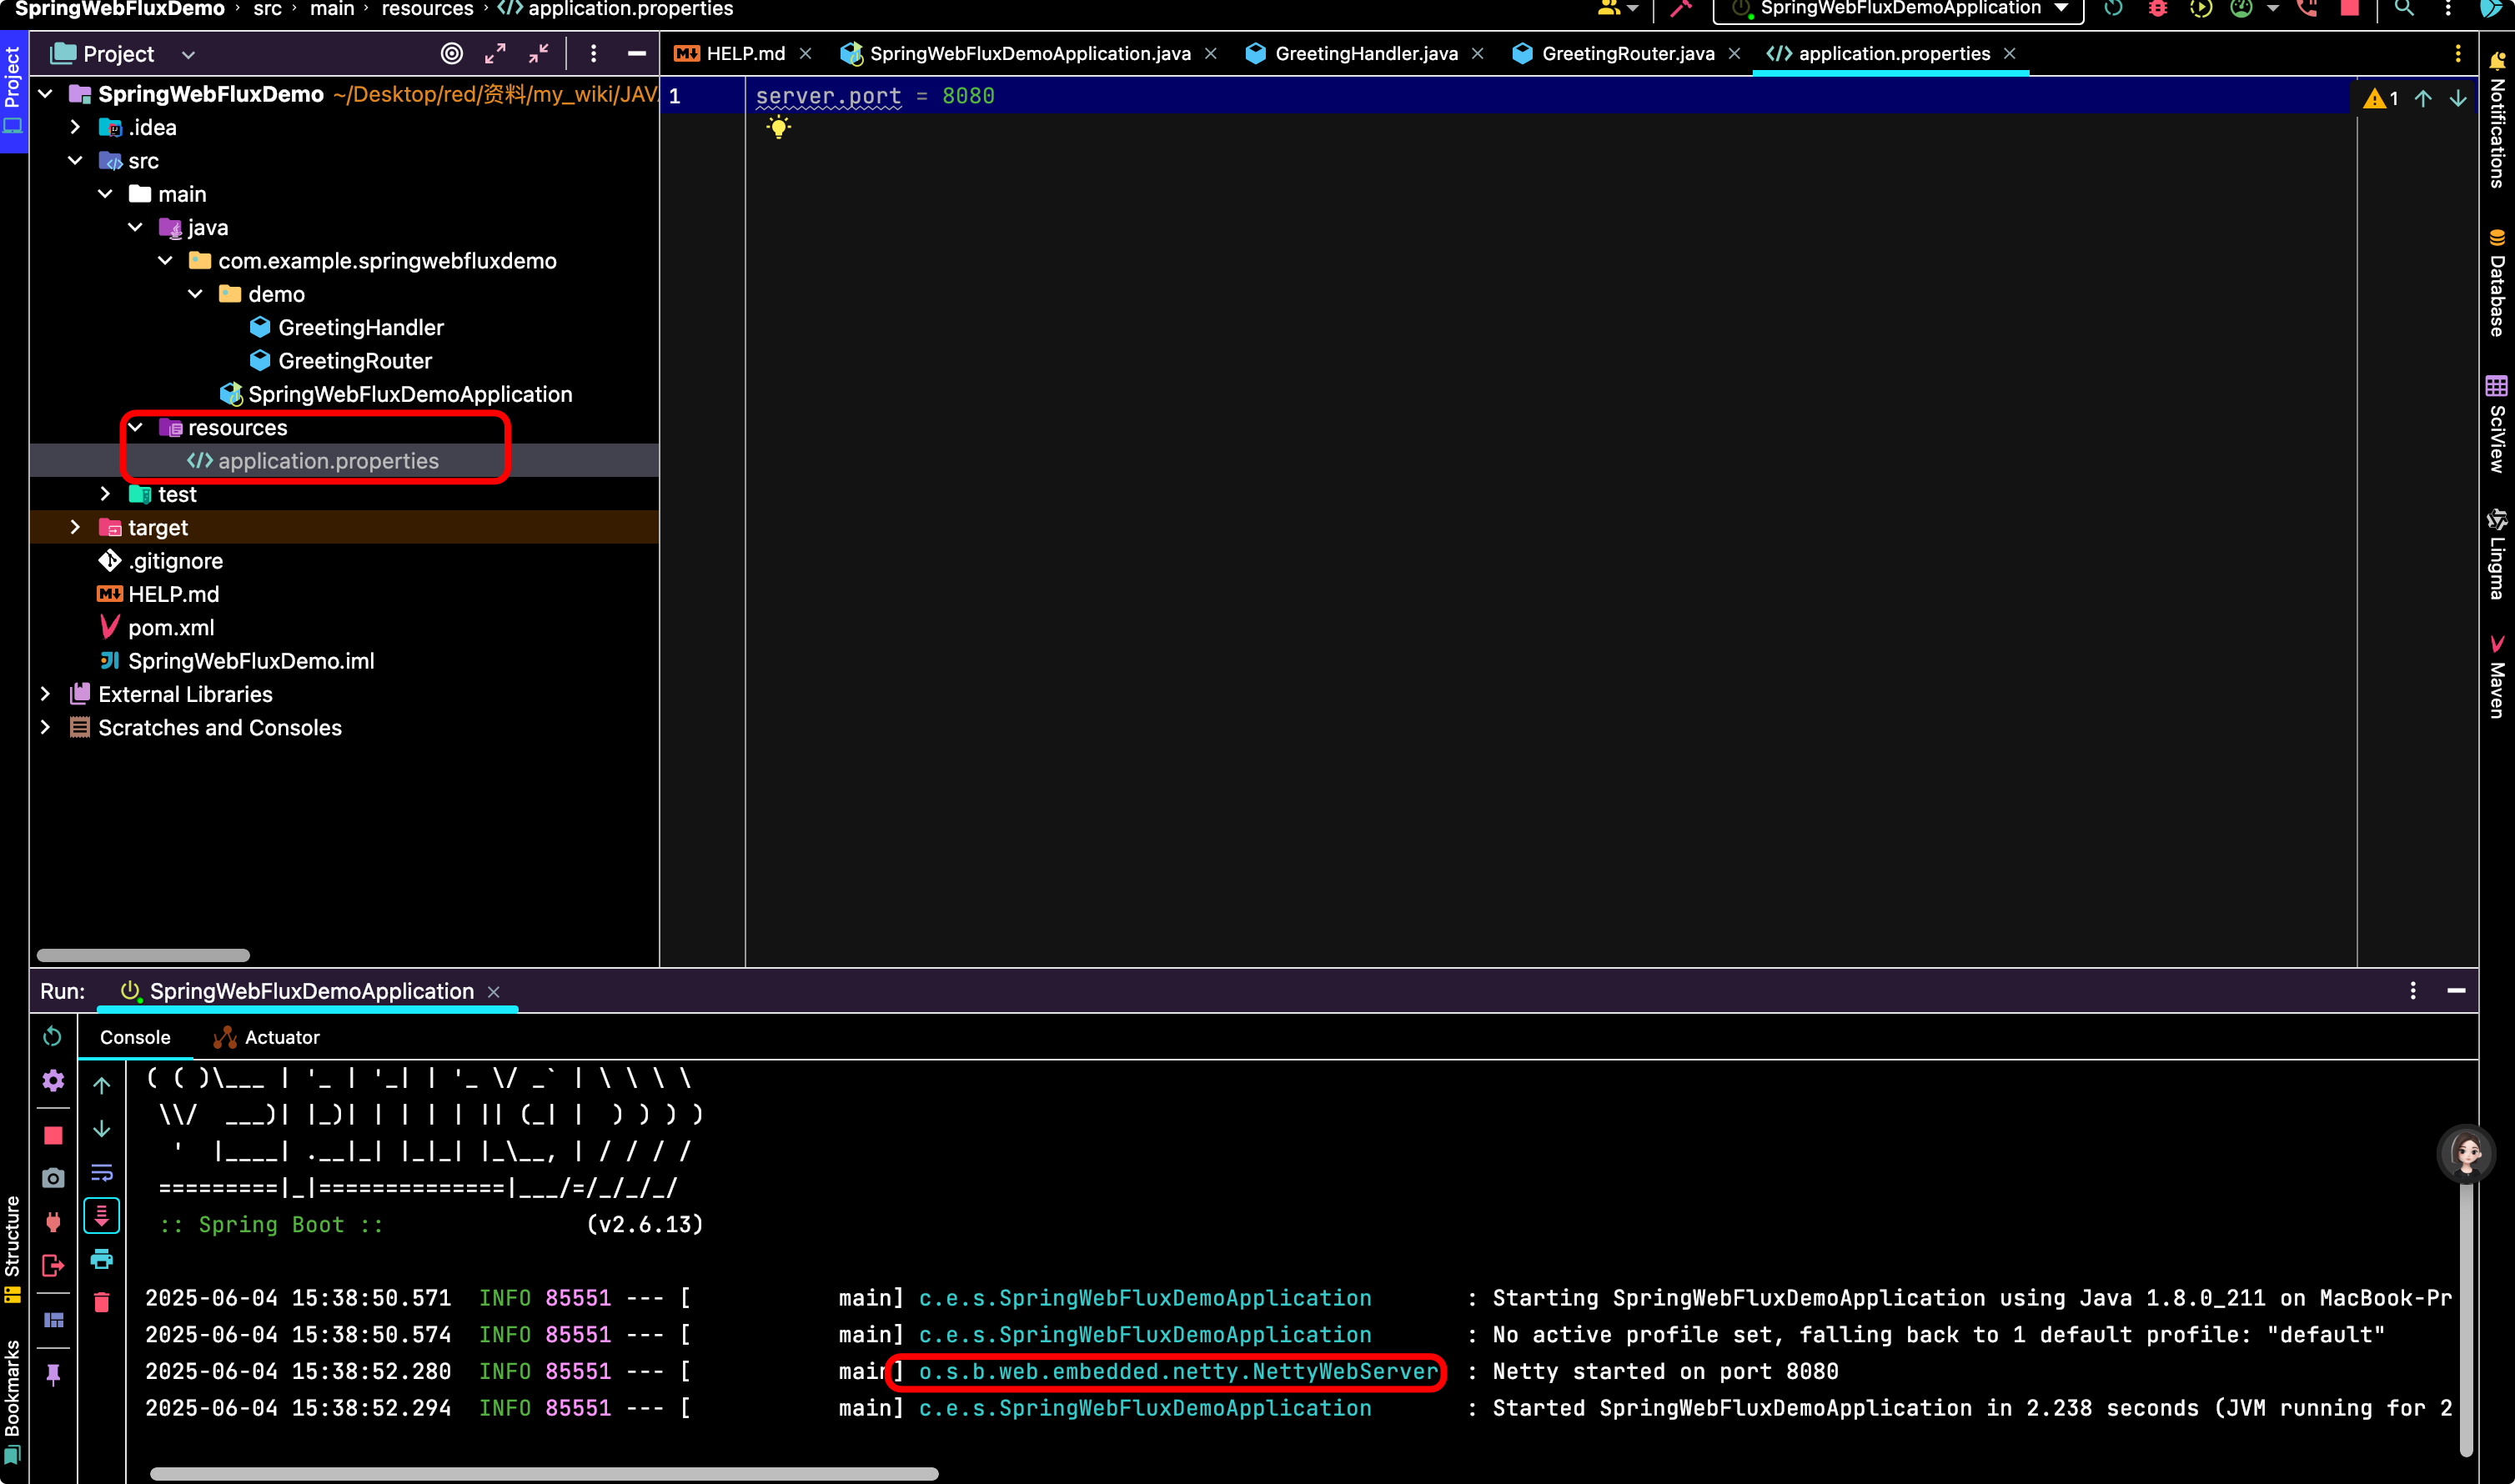 SpringWebFluxDemo › src › main › resources › application.properties
SpringWebFluxDemoApplication
Project
HELP.md
SpringWebFluxDemoApplication.java
GreetingHandler.java
GreetingRouter.java
application.properties
Project
SpringWebFluxDemo ~/Desktop/red/资料/my_wiki/JAV
.idea
src
main
java
com.example.springwebfluxdemo
demo
GreetingHandler
GreetingRouter
SpringWebFluxDemoApplication
resources
application.properties
test
target
.gitignore
HELP.md
pom.xml
SpringWebFluxDemo.iml
External Libraries
Scratches and Consoles
1 server.port = 8080
1
Notifications
Database
SciView
Lingma
Maven
Run: SpringWebFluxDemoApplication
Console Actuator
( ( )\___ | '_ | '_| | '_ \/ _` | \ \ \ \
\\/  ___)| |_)| | | | | || (_| |  ) ) ) )
'  |____| .__|_| |_|_| |_\__, | / / / /
=========|_|==============|___/=/_/_/_/
:: Spring Boot :: (v2.6.13)
2025-06-04 15:38:50.571 INFO 85551 --- [ main] c.e.s.SpringWebFluxDemoApplication : Starting SpringWebFluxDemoApplication using Java 1.8.0_211 on MacBook-Pr
2025-06-04 15:38:50.574 INFO 85551 --- [ main] c.e.s.SpringWebFluxDemoApplication : No active profile set, falling back to 1 default profile: "default"
2025-06-04 15:38:52.280 INFO 85551 --- [ main] o.s.b.web.embedded.netty.NettyWebServer : Netty started on port 8080
2025-06-04 15:38:52.294 INFO 85551 --- [ main] c.e.s.SpringWebFluxDemoApplication : Started SpringWebFluxDemoApplication in 2.238 seconds (JVM running for 2
Structure
Bookmarks